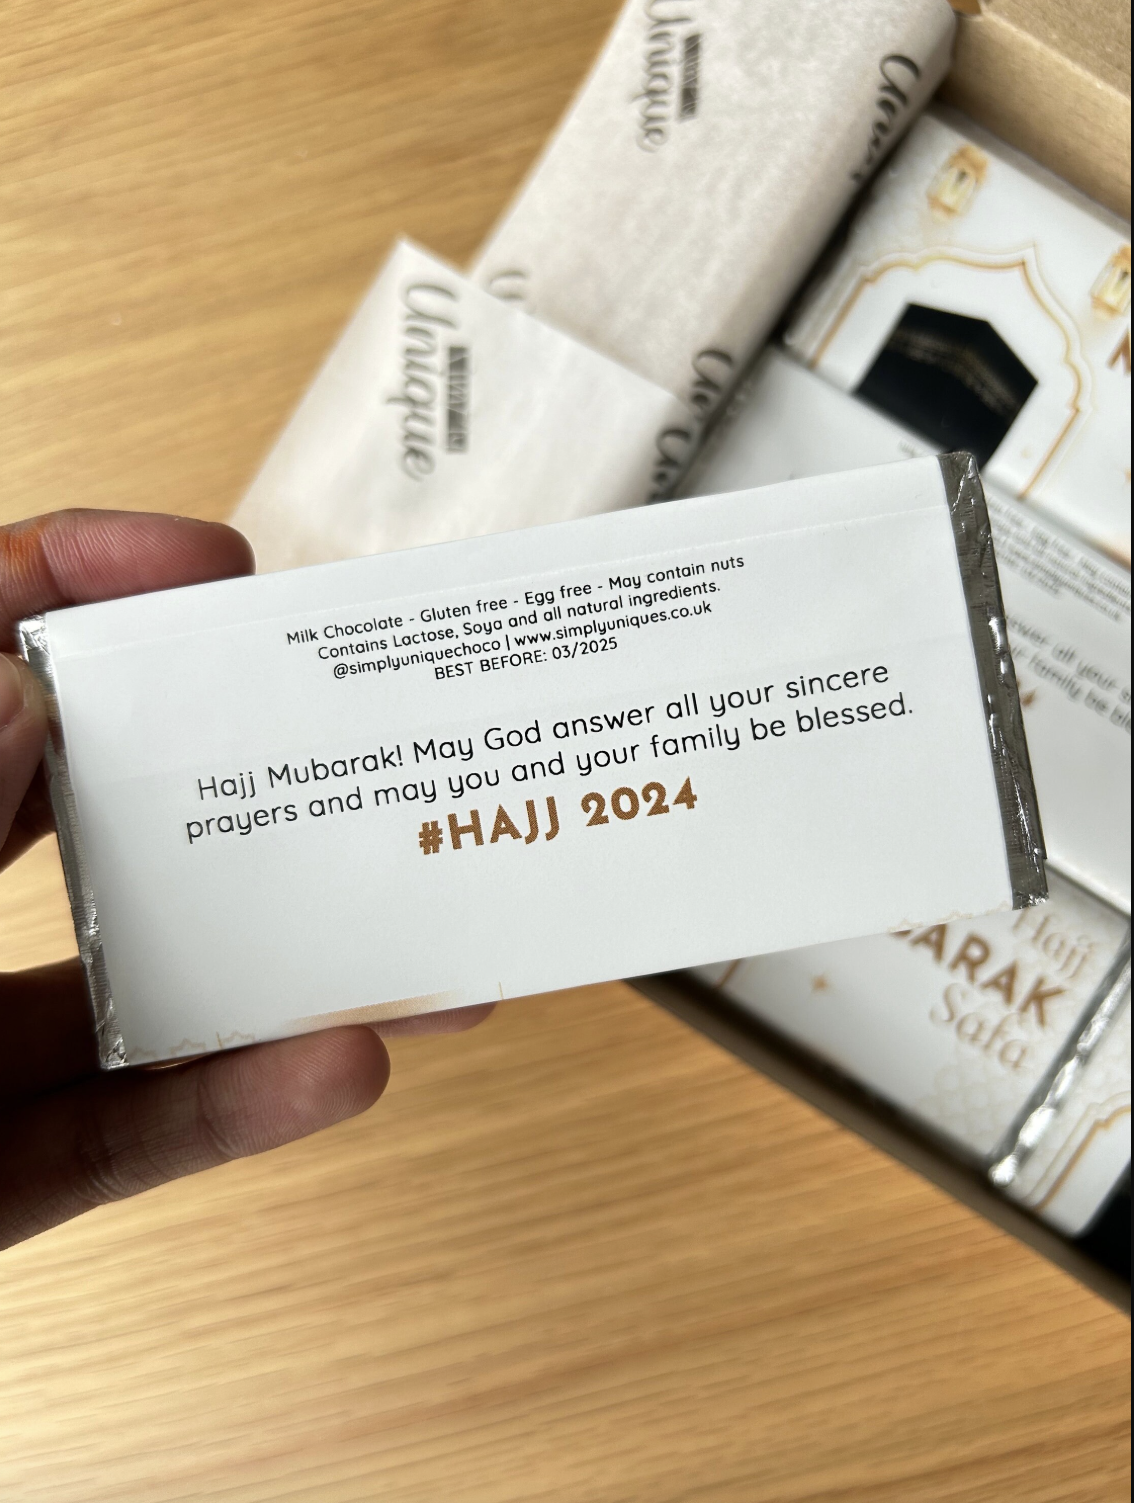 Unique
Unique
Milk Chocolate - Gluten free - Egg free - May contain nuts
Contains Lactose, Soya and all natural ingredients.
@simplyuniquechoco | www.simplyuniques.co.uk
BEST BEFORE: 03/2025
Hajj Mubarak! May God answer all your sincere
prayers and may you and your family be blessed.
#HAJJ 2024
Hajj
BARAK
Safa